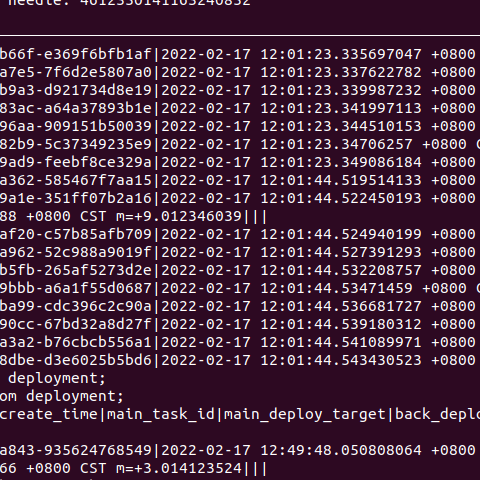 needle: 4612330141163240832
b66f-e369f6bfb1af|2022-02-17 12:01:23.335697047 +0800
a7e5-7f6d2e5807a0|2022-02-17 12:01:23.337622782 +0800
b9a3-d921734d8e19|2022-02-17 12:01:23.339987232 +0800
83ac-a64a37893b1e|2022-02-17 12:01:23.341997113 +0800
96aa-909151b50039|2022-02-17 12:01:23.344510153 +0800
82b9-5c37349235e9|2022-02-17 12:01:23.34706257 +0800 C
9ad9-feebf8ce329a|2022-02-17 12:01:23.349086184 +0800
a362-585467f7aa15|2022-02-17 12:01:44.519514133 +0800
9a1e-351ff07b2a16|2022-02-17 12:01:44.522450193 +0800
88 +0800 CST m=+9.012346039|||
af20-c57b85afb709|2022-02-17 12:01:44.524940199 +0800
a962-52c988a9019f|2022-02-17 12:01:44.527391293 +0800
b5fb-265af5273d2e|2022-02-17 12:01:44.532208757 +0800
9bbb-a6a1f55d0687|2022-02-17 12:01:44.53471459 +0800 C
ba99-cdc396c2c90a|2022-02-17 12:01:44.536681727 +0800
90cc-67bd32a8d27f|2022-02-17 12:01:44.539180312 +0800
a3a2-b76cbcb556a1|2022-02-17 12:01:44.541089971 +0800
8dbe-d3e6025b5bd6|2022-02-17 12:01:44.543430523 +0800
deployment;
om deployment;
create_time|main_task_id|main_deploy_target|back_deplo
a843-935624768549|2022-02-17 12:49:48.050808064 +0800
66 +0800 CST m=+3.014123524|||